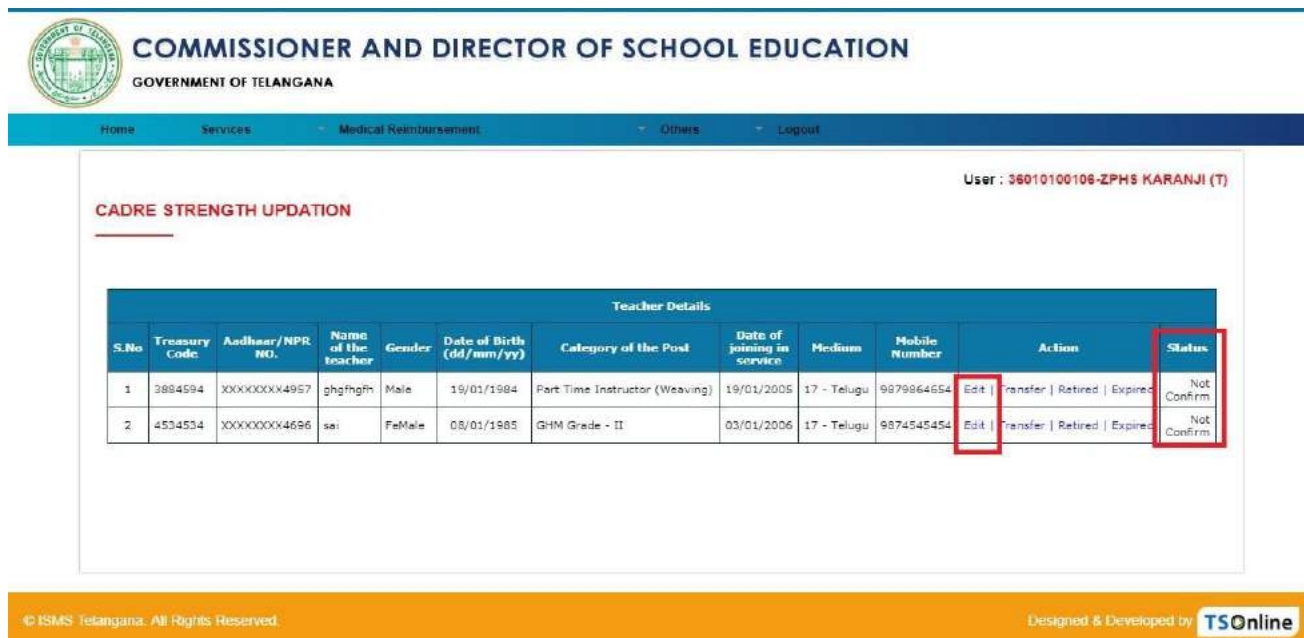 COMMISSIONER AND DIRECTOR OF SCHOOL EDUCATION
GOVERNMENT OF TELANGANA
Home Services Medical Reimbursement Others Logout
User : 36010100106-ZPHS KARANJI (T)
CADRE STRENGTH UPDATION
Teacher Details
S.No Treasury Code Aadhaar/NPR NO. Name of the teacher Gender Date of Birth (dd/mm/yy) Category of the Post Date of joining in service Medium Mobile Number Action Status
1 3884594 XXXXXXXX4957 ghgfhgfh Male 19/01/1984 Part Time Instructor (Weaving) 19/01/2005 17 - Telugu 9879864654 Edit | Transfer | Retired | Expired Not Confirm
2 4534534 XXXXXXXX4696 sai FeMale 08/01/1985 GHM Grade - II 03/01/2006 17 - Telugu 9874545454 Edit | Transfer | Retired | Expired Not Confirm
© ISMS Telangana. All Rights Reserved.
Designed & Developed by TSOnline